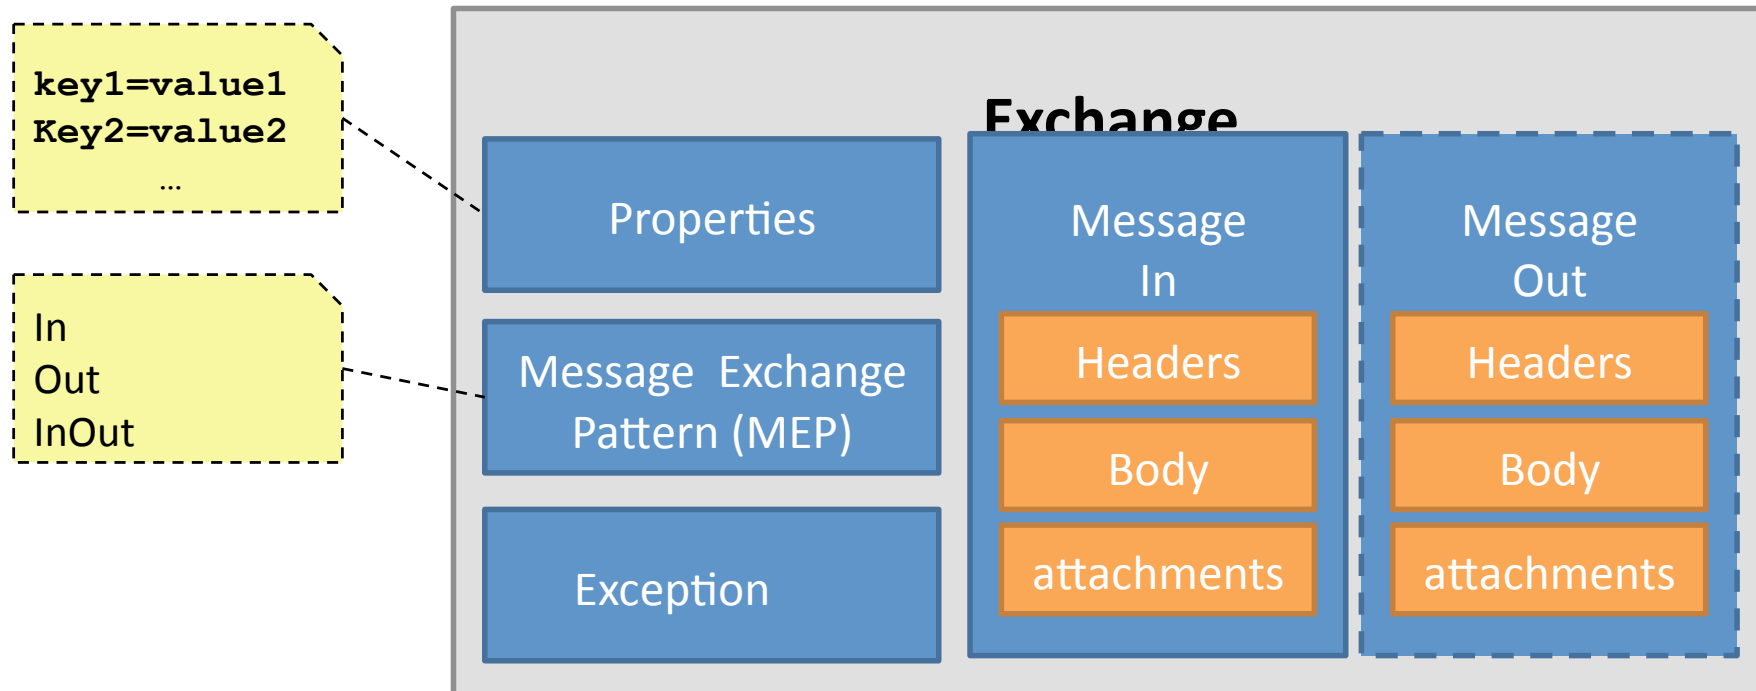 key1=value1
Key2=value2
…
In
Out
InOut
Exchange
Properties
Message Exchange
Pattern (MEP)
Exception
Message
In
Headers
Body
attachments
Message
Out
Headers
Body
attachments